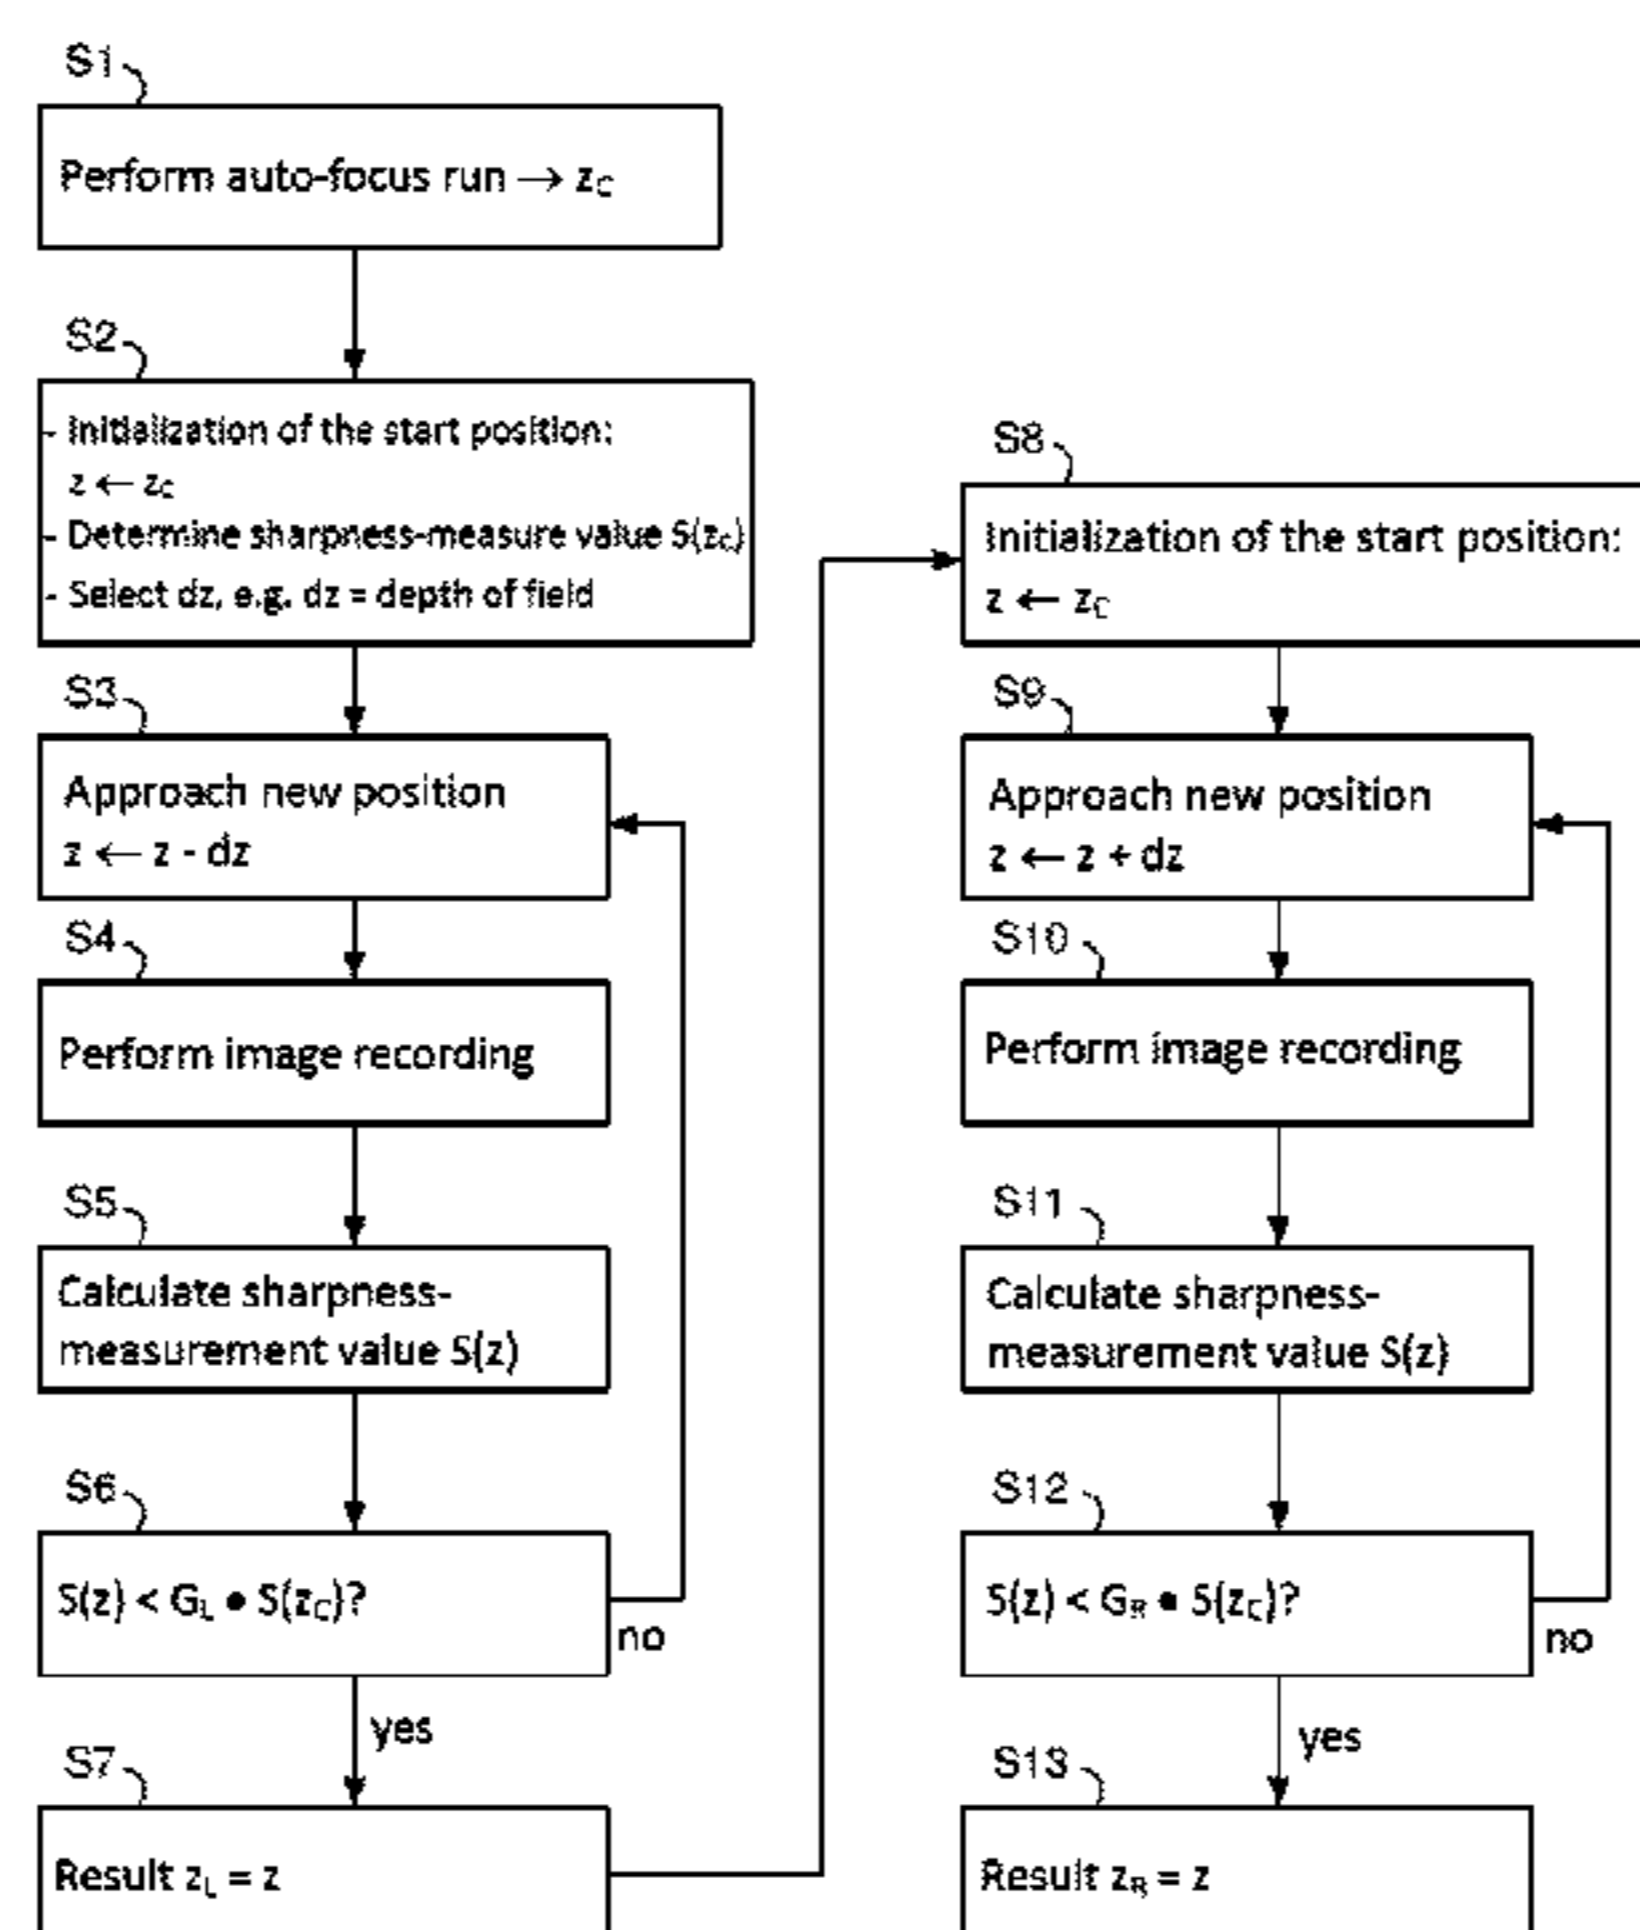 S1
Perform auto-focus run → z_C
S2
- Initialization of the start position:
z ← z_C
- Determine sharpness-measure value S(z_C)
- Select dz, e.g. dz = depth of field
S3
Approach new position
z ← z - dz
S4
Perform image recording
S5
Calculate sharpness-
measurement value S(z)
S6
S(z) < G_L ● S(z_C)?
no
yes
S7
Result z_L = z
S8
Initialization of the start position:
z ← z_C
S9
Approach new position
z ← z + dz
S10
Perform image recording
S11
Calculate sharpness-
measurement value S(z)
S12
S(z) < G_R ● S(z_C)?
no
yes
S13
Result z_R = z